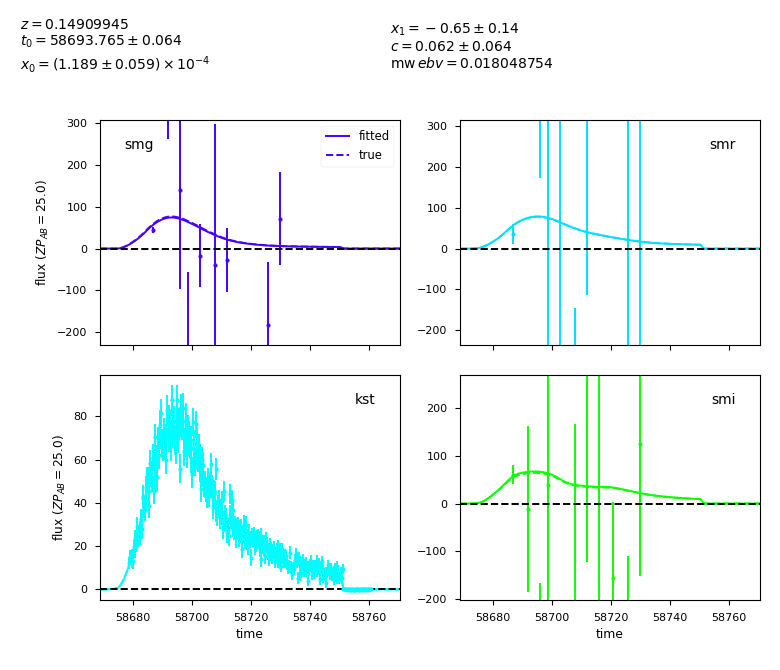 z = 0.14909945
t₀ = 58693.765 ± 0.064
x₀ = (1.189 ± 0.059) × 10⁻⁴
x₁ = −0.65 ± 0.14
c = 0.062 ± 0.064
mw ebv = 0.018048754
smg
fitted
true
300
200
100
0
−100
−200
flux (ZP_AB = 25.0)
smr
300
200
100
0
−100
−200
kst
80
60
40
20
0
flux (ZP_AB = 25.0)
58680 58700 58720 58740 58760
time
smi
200
100
0
−100
−200
58680 58700 58720 58740 58760
time